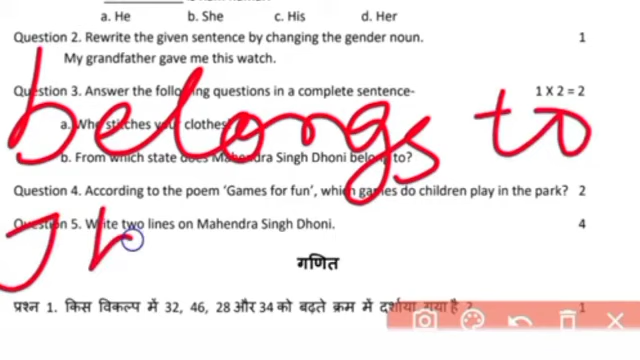 a. He b. She c. His d. Her
Question 2. Rewrite the given sentence by changing the gender noun. 1
My grandfather gave me this watch.
Question 3. Answer the following questions in a complete sentence- 1 X 2 = 2
belongs to
a. Who stitches your clothes?
b. From which state does Mahendra Singh Dhoni belong to?
Question 4. According to the poem ‘Games for fun’, which games do children play in the park? 2
Question 5. Write two lines on Mahendra Singh Dhoni. 4
गणित
प्रश्न 1. किस विकल्प में 32, 46, 28 और 34 को बढ़ते क्रम में दर्शाया गया है ? 1